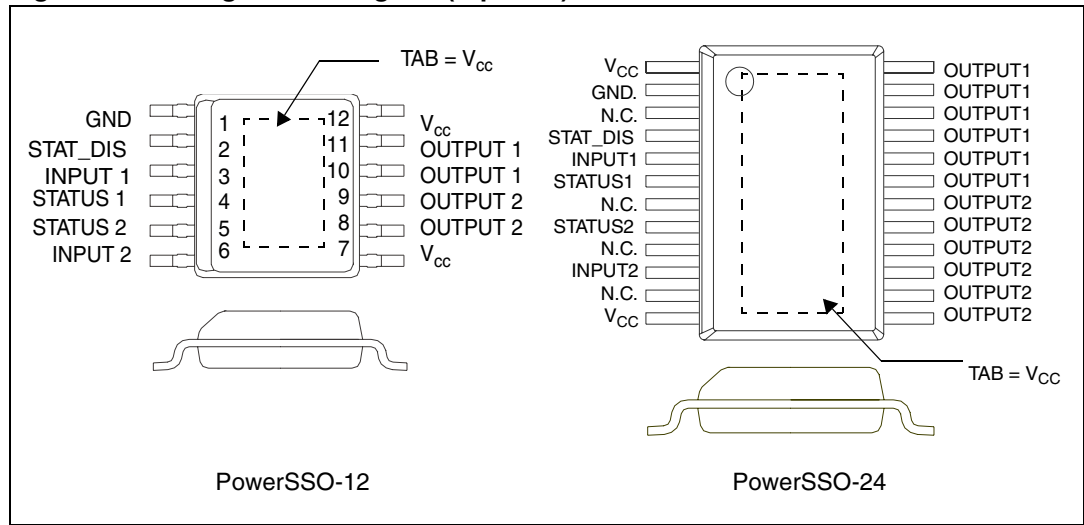 TAB = Vcc
GND
STAT_DIS
INPUT 1
STATUS 1
STATUS 2
INPUT 2
1
2
3
4
5
6
12
11
10
9
8
7
Vcc
OUTPUT 1
OUTPUT 1
OUTPUT 2
OUTPUT 2
Vcc
PowerSSO-12
VCC
GND.
N.C.
STAT_DIS
INPUT1
STATUS1
N.C.
STATUS2
N.C.
INPUT2
N.C.
VCC
OUTPUT1
OUTPUT1
OUTPUT1
OUTPUT1
OUTPUT1
OUTPUT1
OUTPUT2
OUTPUT2
OUTPUT2
OUTPUT2
OUTPUT2
OUTPUT2
TAB = VCC
PowerSSO-24